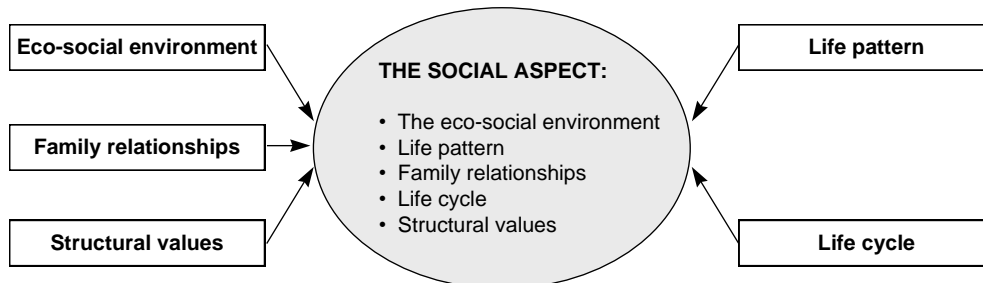 Eco-social environment
Family relationships
Structural values
THE SOCIAL ASPECT:
• The eco-social environment
• Life pattern
• Family relationships
• Life cycle
• Structural values
Life pattern
Life cycle